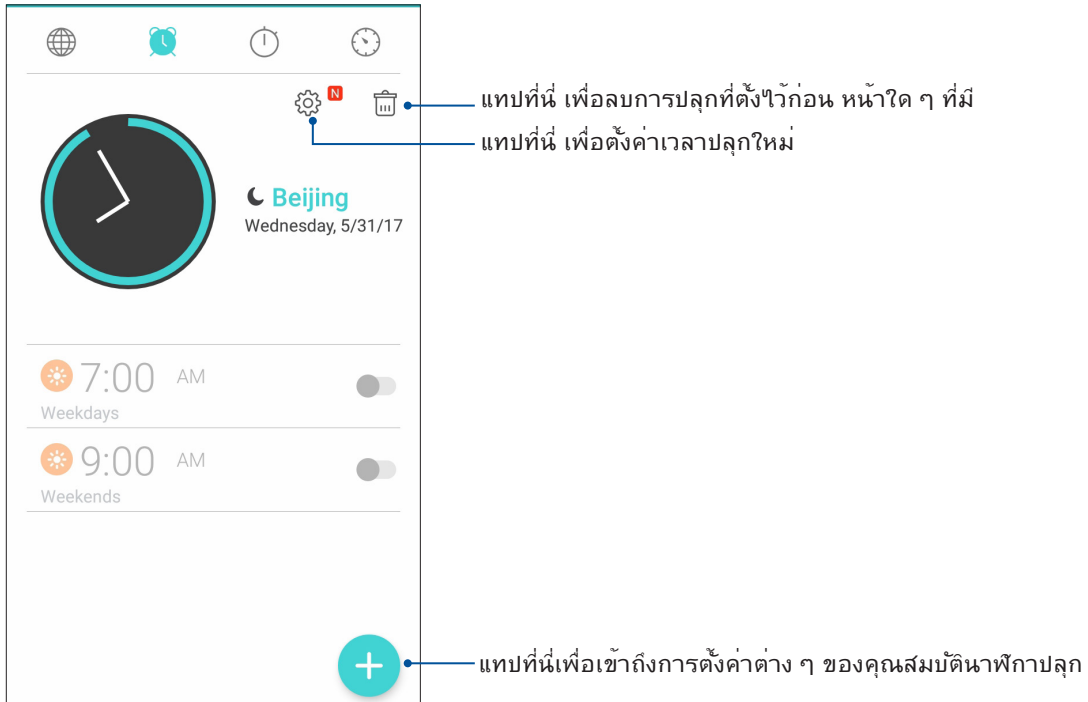 N
แทปที่นี่ เพื่อลบการปลุกที่ตั้งไว้ก่อน หน้าใด ๆ ที่มี
แทปที่นี่ เพื่อตั้งค่าเวลาปลุกใหม่
Beijing
Wednesday, 5/31/17
7:00 AM
Weekdays
9:00 AM
Weekends
แทปที่นี่เพื่อเข้าถึงการตั้งค่าต่าง ๆ ของคุณสมบัตินาฬิกาปลุก